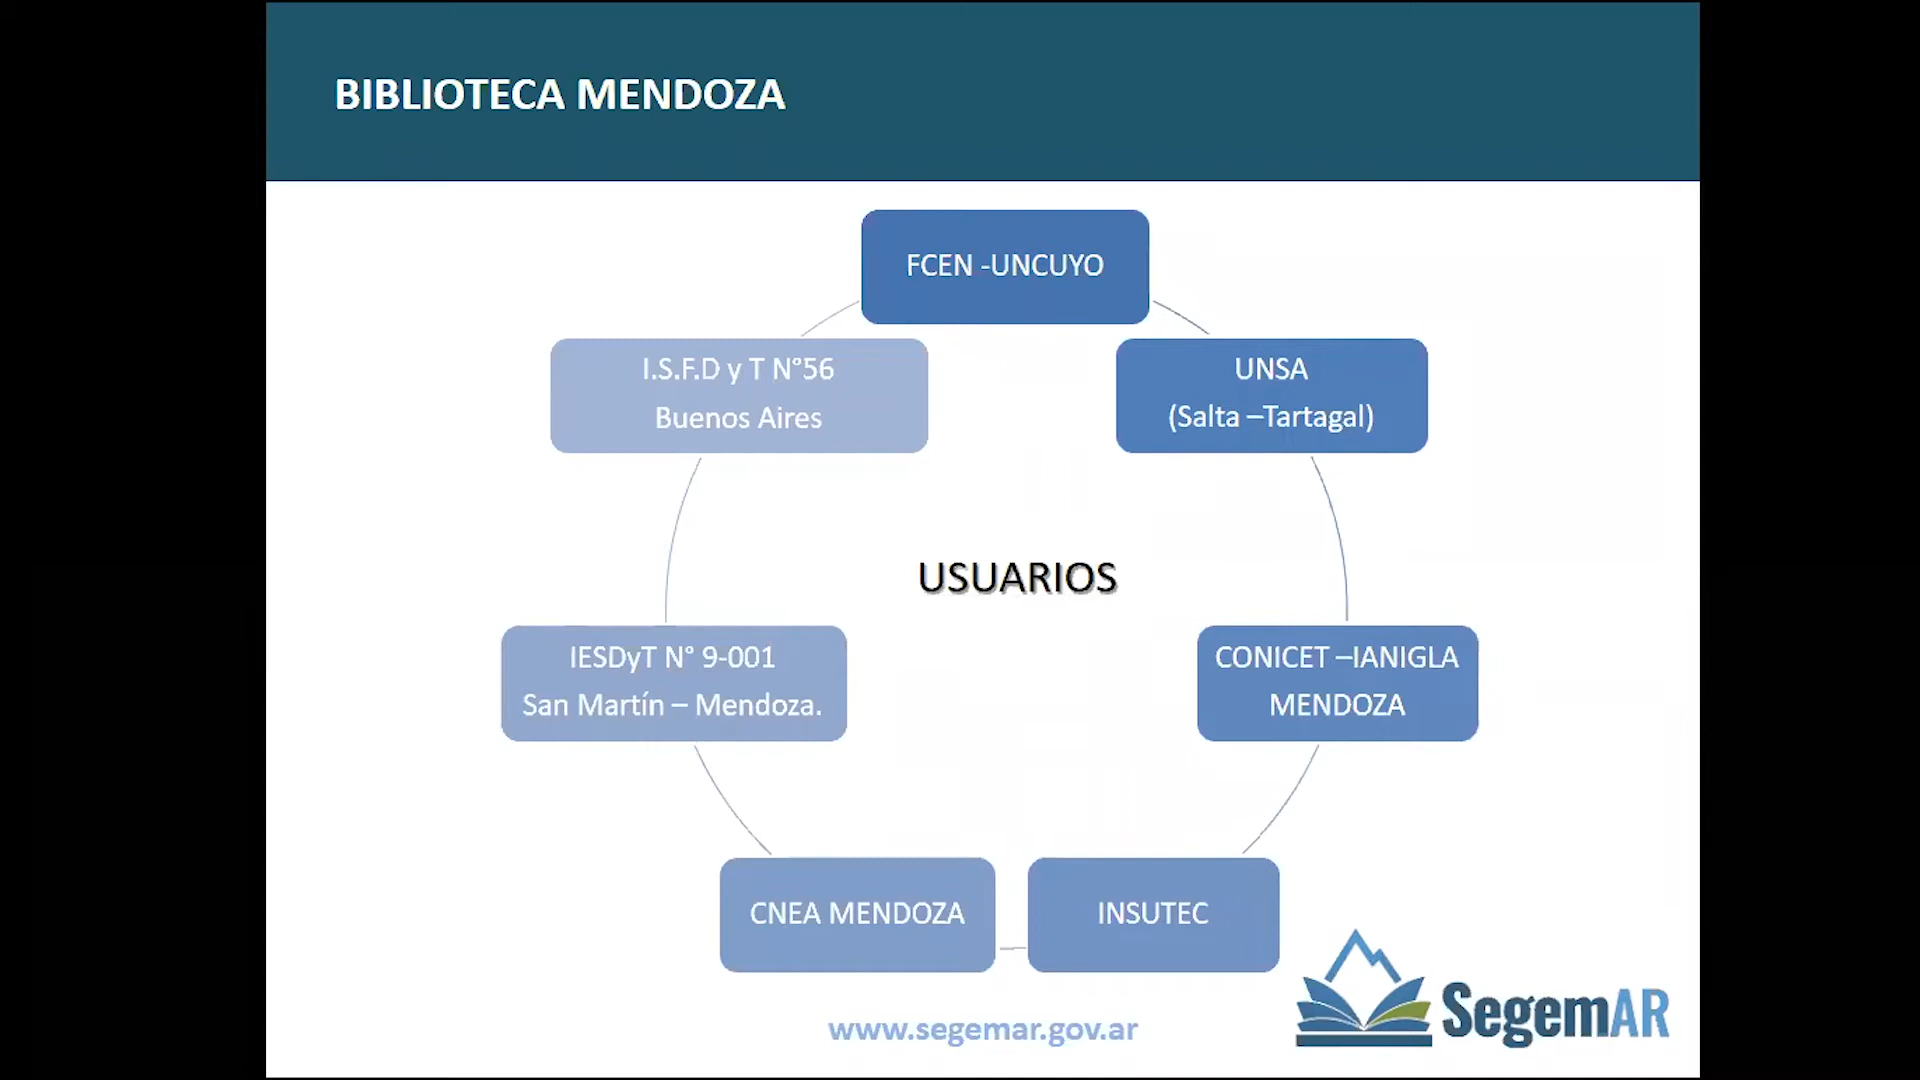 BIBLIOTECA MENDOZA
FCEN -UNCUYO
I.S.F.D y T N°56
Buenos Aires
UNSA
(Salta –Tartagal)
USUARIOS
IESDyT N° 9-001
San Martín – Mendoza.
CONICET –IANIGLA
MENDOZA
CNEA MENDOZA
INSUTEC
www.segemar.gov.ar
SegemAR